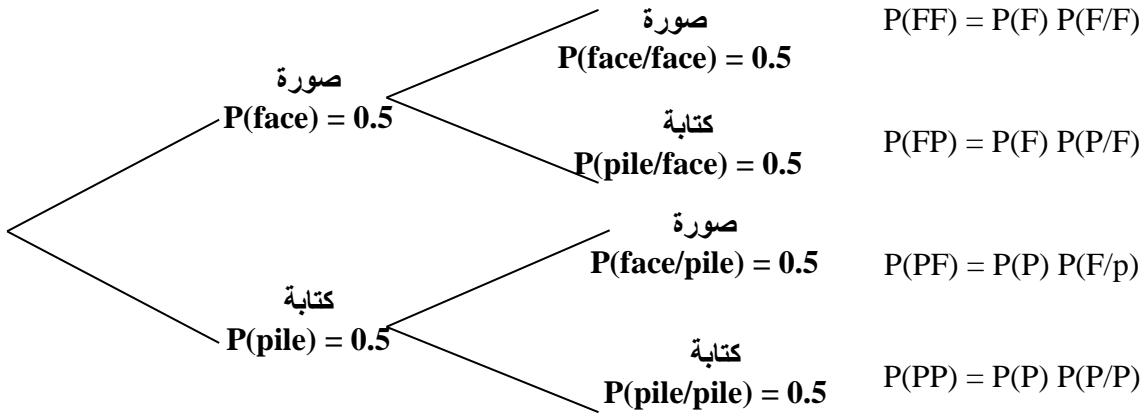 صورة
P(face/face) = 0.5
P(FF) = P(F) P(F/F)
صورة
P(face) = 0.5
كتابة
P(pile/face) = 0.5
P(FP) = P(F) P(P/F)
صورة
P(face/pile) = 0.5
P(PF) = P(P) P(F/p)
كتابة
P(pile) = 0.5
كتابة
P(pile/pile) = 0.5
P(PP) = P(P) P(P/P)